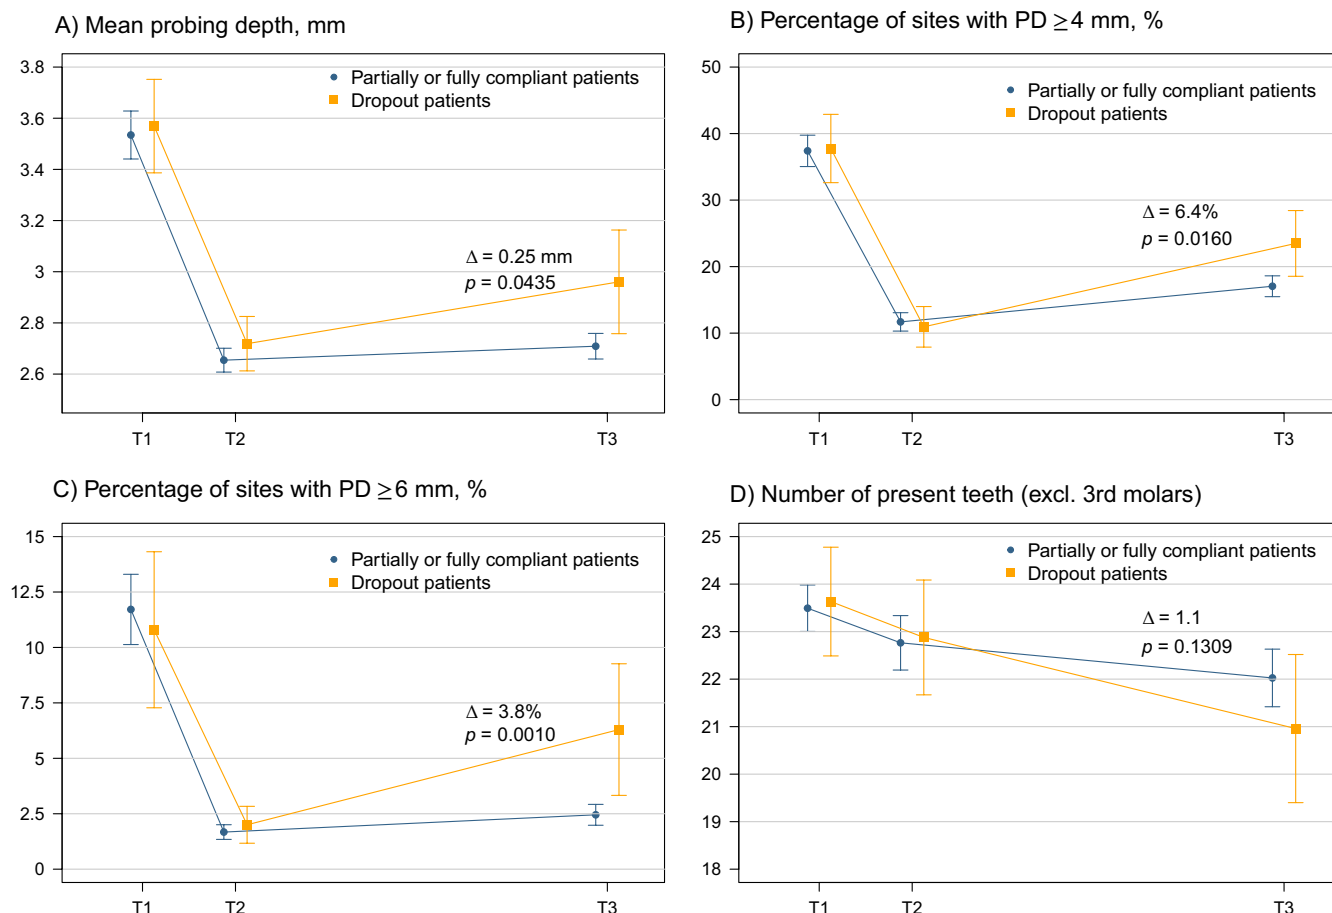 A) Mean probing depth, mm
3.8
3.6
3.4
3.2
3
2.8
2.6
Partially or fully compliant patients
Dropout patients
Δ = 0.25 mm
p = 0.0435
T1
T2
T3
B) Percentage of sites with PD ≥4 mm, %
50
40
30
20
10
0
Partially or fully compliant patients
Dropout patients
Δ = 6.4%
p = 0.0160
T1
T2
T3
C) Percentage of sites with PD ≥6 mm, %
15
12.5
10
7.5
5
2.5
0
Partially or fully compliant patients
Dropout patients
Δ = 3.8%
p = 0.0010
T1
T2
T3
D) Number of present teeth (excl. 3rd molars)
25
24
23
22
21
20
19
18
Partially or fully compliant patients
Dropout patients
Δ = 1.1
p = 0.1309
T1
T2
T3